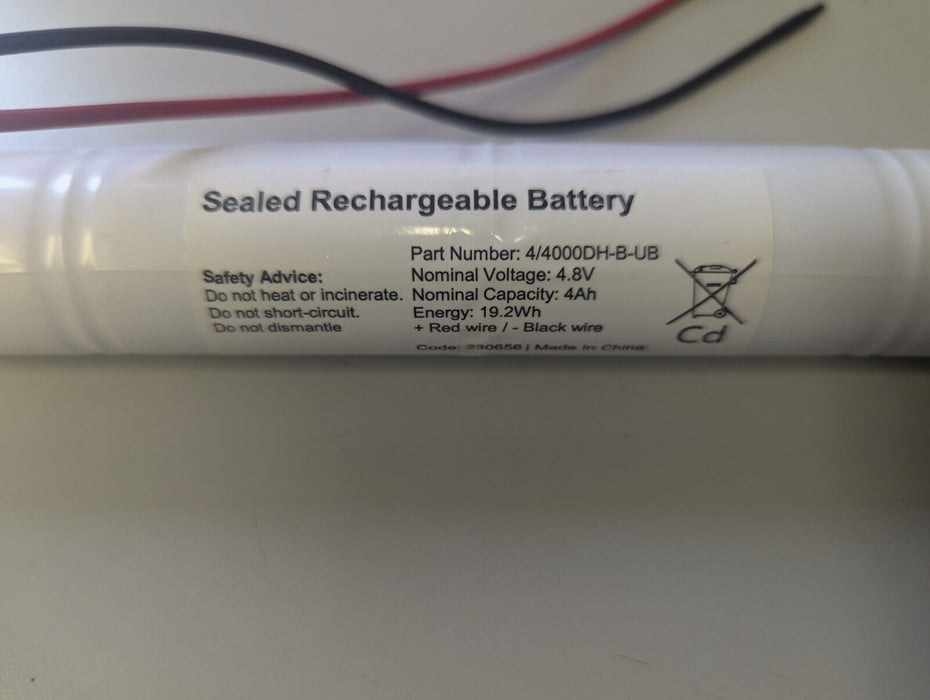 Sealed Rechargeable Battery
Safety Advice:
Do not heat or incinerate.
Do not short-circuit.
Do not dismantle
Part Number: 4/4000DH-B-UB
Nominal Voltage: 4.8V
Nominal Capacity: 4Ah
Energy: 19.2Wh
+ Red wire / - Black wire
Code: 230656 | Made in China
Cd